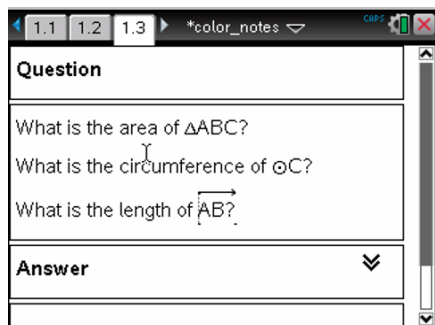 1.1 1.2 1.3 *color_notes CAPS
Question
What is the area of ΔABC?
What is the circumference of ⊙C?
What is the length of AB?
Answer